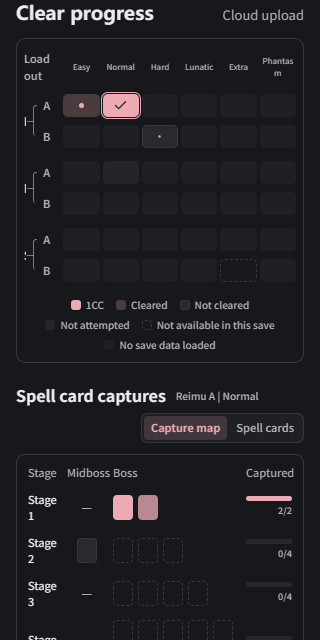 Clear progress
Cloud upload
Load
out
Easy
Normal
Hard
Lunatic
Extra
Phantas
m
A
B
A
B
A
B
1CC
Cleared
Not cleared
Not attempted
Not available in this save
No save data loaded
Spell card captures
Reimu A | Normal
Capture map
Spell cards
Stage
Midboss
Boss
Captured
Stage
1
—
2/2
Stage
2
0/4
Stage
3
—
0/4